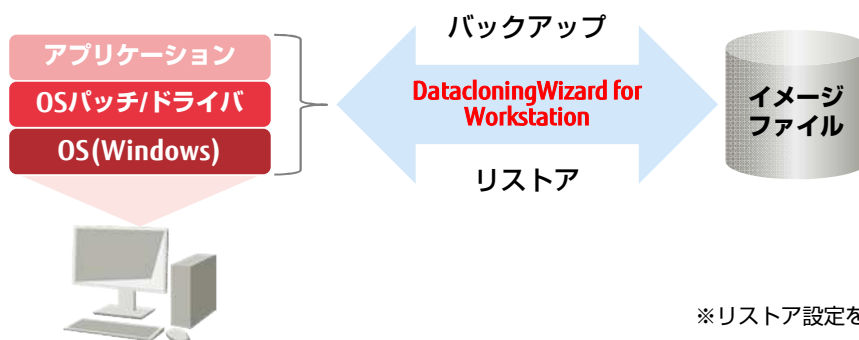 バックアップ
アプリケーション
OSパッチ/ドライバ
OS(Windows)
DatacloningWizard for
Workstation
イメージ
ファイル
リストア
※リストア設定を